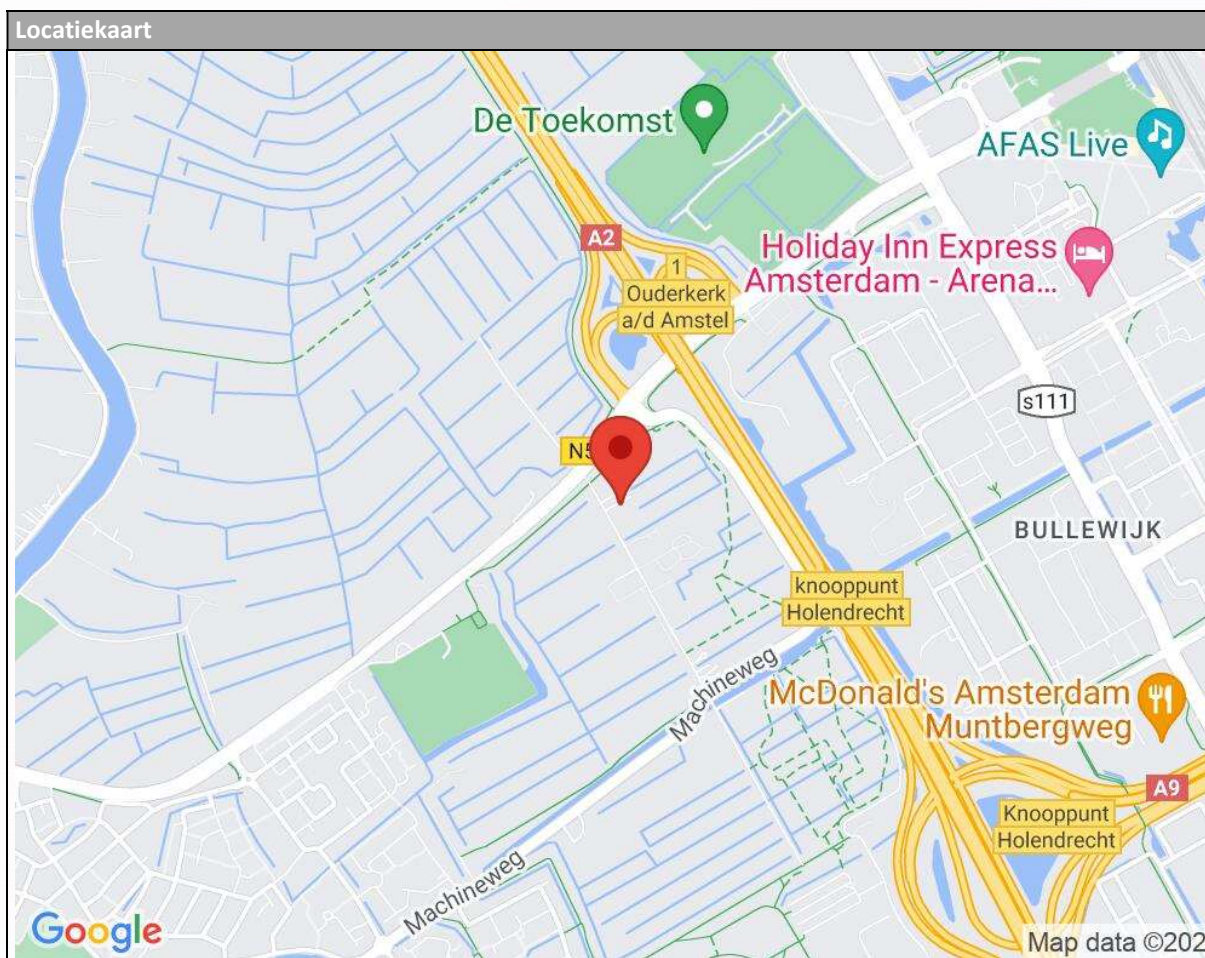 Locatiekaart
De Toekomst
AFAS Live
A2
Holiday Inn Express
Amsterdam - Arena...
1
Ouderkerk
a/d Amstel
s111
N5
BULLEWIJK
knooppunt
Holendrecht
Machineweg
McDonald's Amsterdam
Muntbergweg
A9
Knooppunt
Holendrecht
Machineweg
Google
Map data ©202